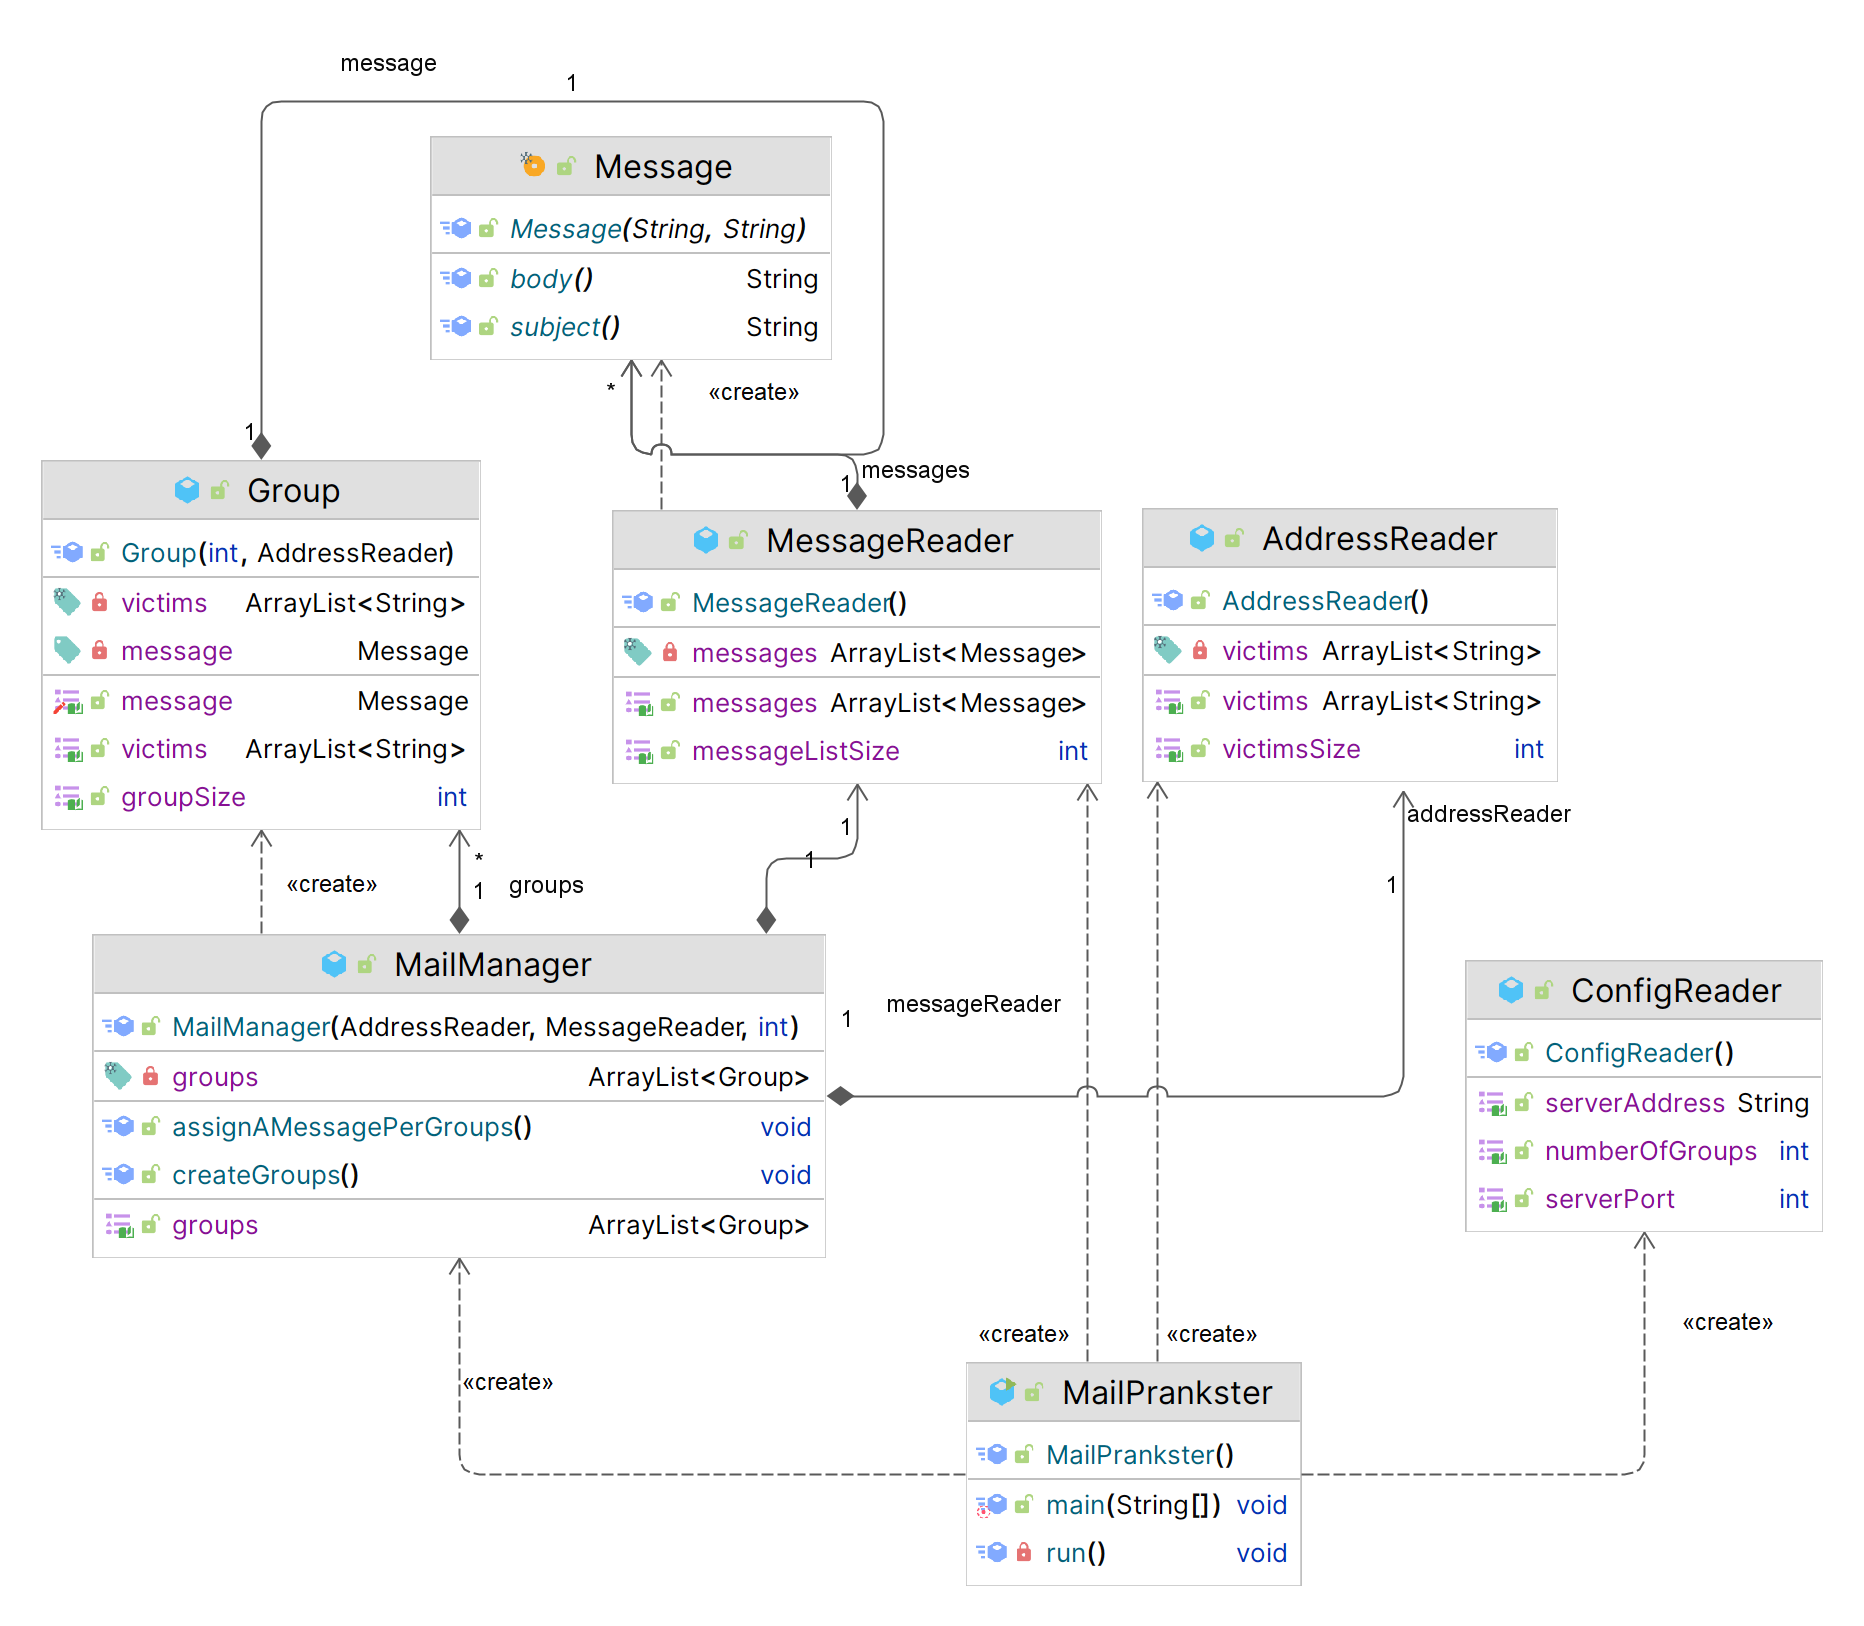 message
1
Message
Message(String, String)
body() String
subject() String
*
«create»
1
Group
Group(int, AddressReader)
victims ArrayList<String>
message Message
message Message
victims ArrayList<String>
groupSize int
messages
1
MessageReader
MessageReader()
messages ArrayList<Message>
messages ArrayList<Message>
messageListSize int
AddressReader
AddressReader()
victims ArrayList<String>
victims ArrayList<String>
victimsSize int
addressReader
1
1
1
*
«create»
1 groups
MailManager
MailManager(AddressReader, MessageReader, int)
groups ArrayList<Group>
assignAMessagePerGroups() void
createGroups() void
groups ArrayList<Group>
messageReader
1
ConfigReader
ConfigReader()
serverAddress String
numberOfGroups int
serverPort int
«create»
«create»
«create»
«create»
MailPrankster
MailPrankster()
main(String[]) void
run() void